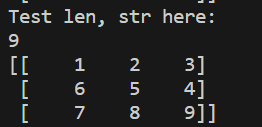 Test len, str here:
9
[[    1    2    3]
 [    6    5    4]
 [    7    8    9]]